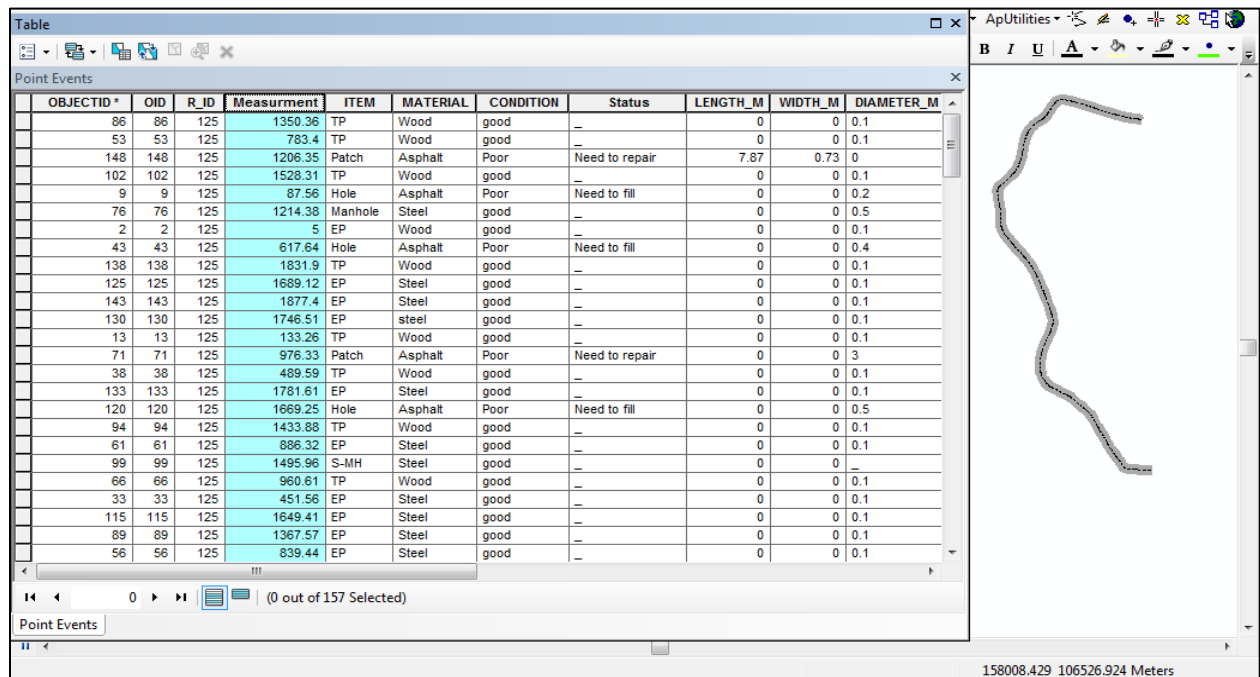 Table
ApUtilities
B I U A
Point Events
OBJECTID * OID R_ID Measurment ITEM MATERIAL CONDITION Status LENGTH_M WIDTH_M DIAMETER_M
86 86 125 1350.36 TP Wood good _ 0 0 0.1
53 53 125 783.4 TP Wood good _ 0 0 0.1
148 148 125 1206.35 Patch Asphalt Poor Need to repair 7.87 0.73 0
102 102 125 1528.31 TP Wood good _ 0 0 0.1
9 9 125 87.56 Hole Asphalt Poor Need to fill 0 0 0.2
76 76 125 1214.38 Manhole Steel good _ 0 0 0.5
2 2 125 5 EP Wood good _ 0 0 0.1
43 43 125 617.64 Hole Asphalt Poor Need to fill 0 0 0.4
138 138 125 1831.9 TP Wood good _ 0 0 0.1
125 125 125 1689.12 EP Steel good _ 0 0 0.1
143 143 125 1877.4 EP Steel good _ 0 0 0.1
130 130 125 1746.51 EP steel good _ 0 0 0.1
13 13 125 133.26 TP Wood good _ 0 0 0.1
71 71 125 976.33 Patch Asphalt Poor Need to repair 0 0 3
38 38 125 489.59 TP Wood good _ 0 0 0.1
133 133 125 1781.61 EP Steel good _ 0 0 0.1
120 120 125 1669.25 Hole Asphalt Poor Need to fill 0 0 0.5
94 94 125 1433.88 TP Wood good _ 0 0 0.1
61 61 125 886.32 EP Steel good _ 0 0 0.1
99 99 125 1495.96 S-MH Steel good _ 0 0 _
66 66 125 960.61 TP Wood good _ 0 0 0.1
33 33 125 451.56 EP Steel good _ 0 0 0.1
115 115 125 1649.41 EP Steel good _ 0 0 0.1
89 89 125 1367.57 EP Steel good _ 0 0 0.1
56 56 125 839.44 EP Steel good _ 0 0 0.1
0 (0 out of 157 Selected)
Point Events
158008.429 106526.924 Meters